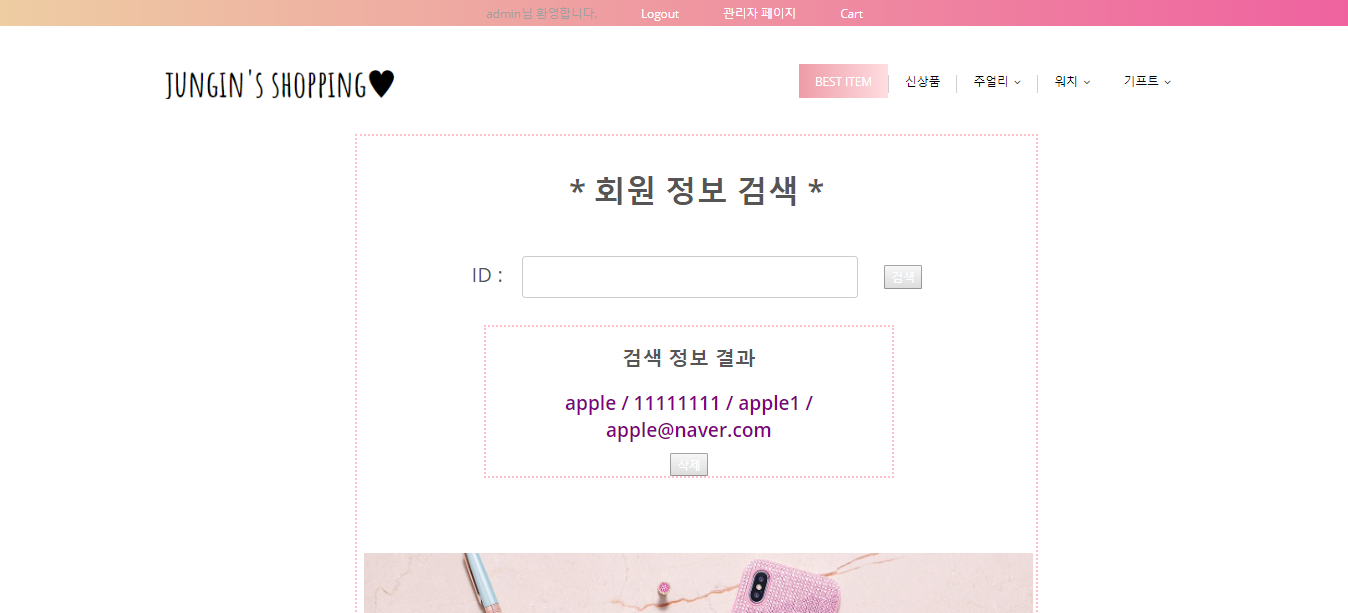 admin님 환영합니다. Logout 관리자 페이지 Cart
JUNGIN'S SHOPPING♥
BEST ITEM 신상품 주얼리 워치 기프트
* 회원 정보 검색 *
ID : 검색
검색 정보 결과
apple / 11111111 / apple1 /
apple@naver.com
삭제